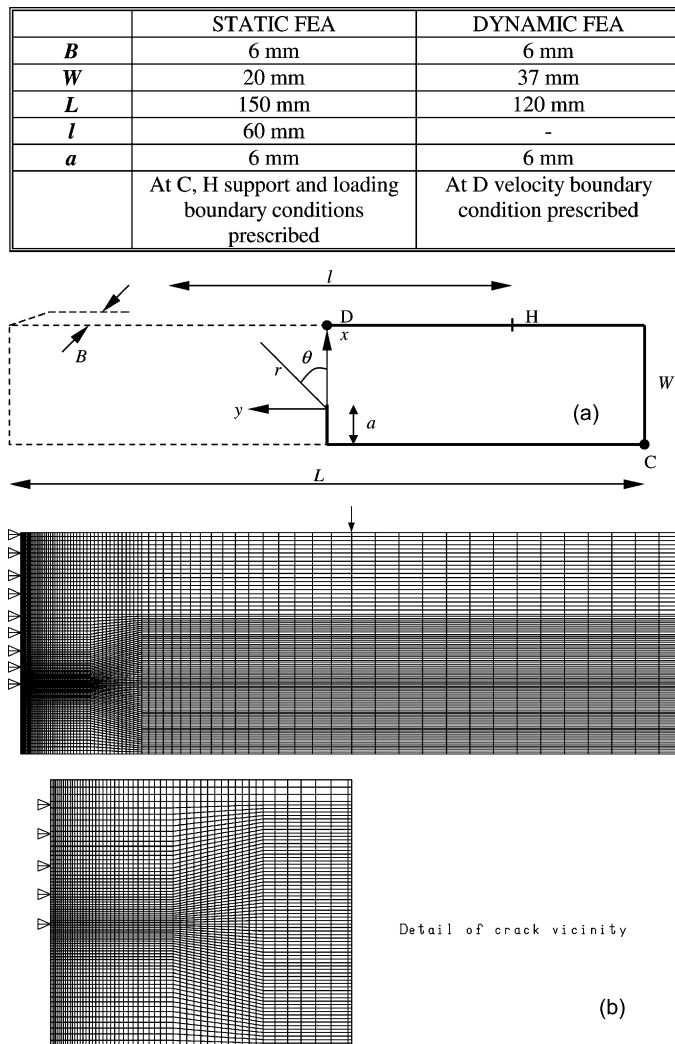 STATIC FEA DYNAMIC FEA
B 6 mm 6 mm
W 20 mm 37 mm
L 150 mm 120 mm
l 60 mm -
a 6 mm 6 mm
At C, H support and loading boundary conditions prescribed
At D velocity boundary condition prescribed
l
D
H
B
x
θ
r
W
y
a
(a)
C
L
Detail of crack vicinity
(b)